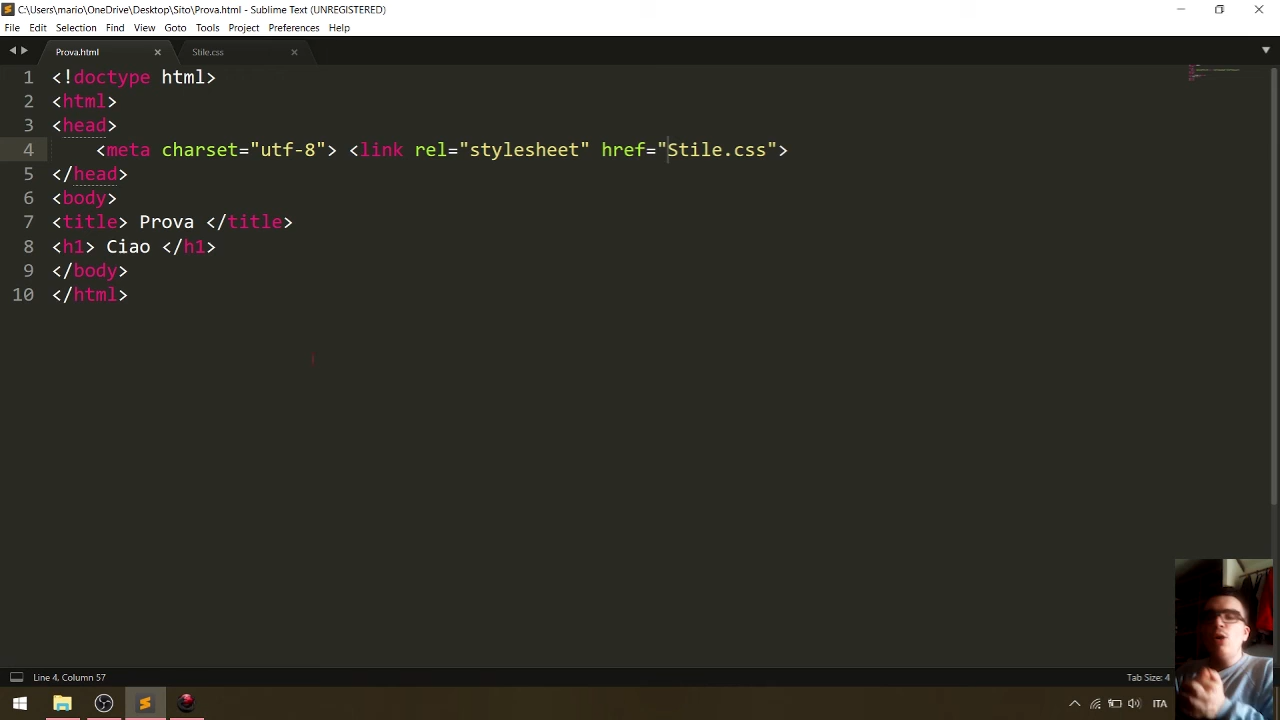 C:\Users\mario\OneDrive\Desktop\Sito\Prova.html - Sublime Text (UNREGISTERED)
File Edit Selection Find View Goto Tools Project Preferences Help
Prova.html Stile.css
1 <!doctype html>
2 <html>
3 <head>
4 <meta charset="utf-8"> <link rel="stylesheet" href="Stile.css">
5 </head>
6 <body>
7 <title> Prova </title>
8 <h1> Ciao </h1>
9 </body>
10 </html>
Line 4, Column 57 Tab Size: 4
ITA